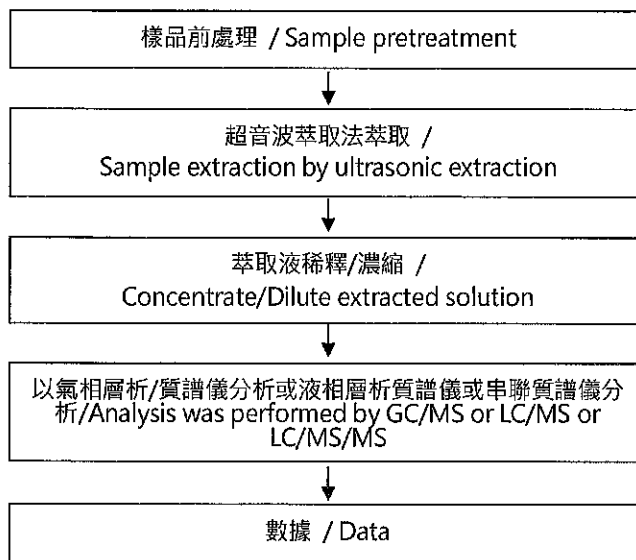 樣品前處理 / Sample pretreatment
超音波萃取法萃取 /
Sample extraction by ultrasonic extraction
萃取液稀釋/濃縮 /
Concentrate/Dilute extracted solution
以氣相層析/質譜儀分析或液相層析質譜儀或串聯質譜儀分
析/Analysis was performed by GC/MS or LC/MS or
LC/MS/MS
數據 / Data